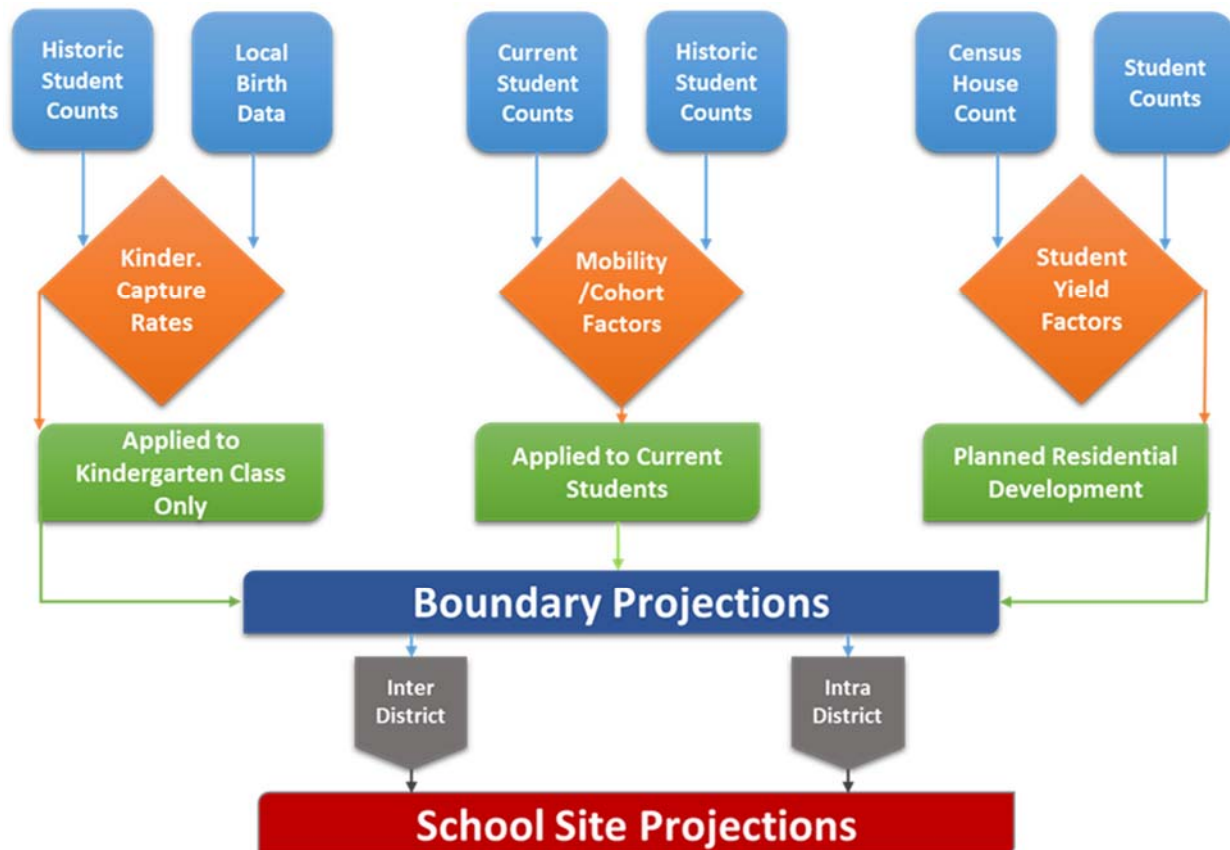 Historic
Student
Counts
Local
Birth
Data
Current
Student
Counts
Historic
Student
Counts
Census
House
Count
Student
Counts
Kinder.
Capture
Rates
Mobility
/Cohort
Factors
Student
Yield
Factors
Applied to
Kindergarten Class
Only
Applied to Current
Students
Planned Residential
Development
Boundary Projections
Inter
District
Intra
District
School Site Projections